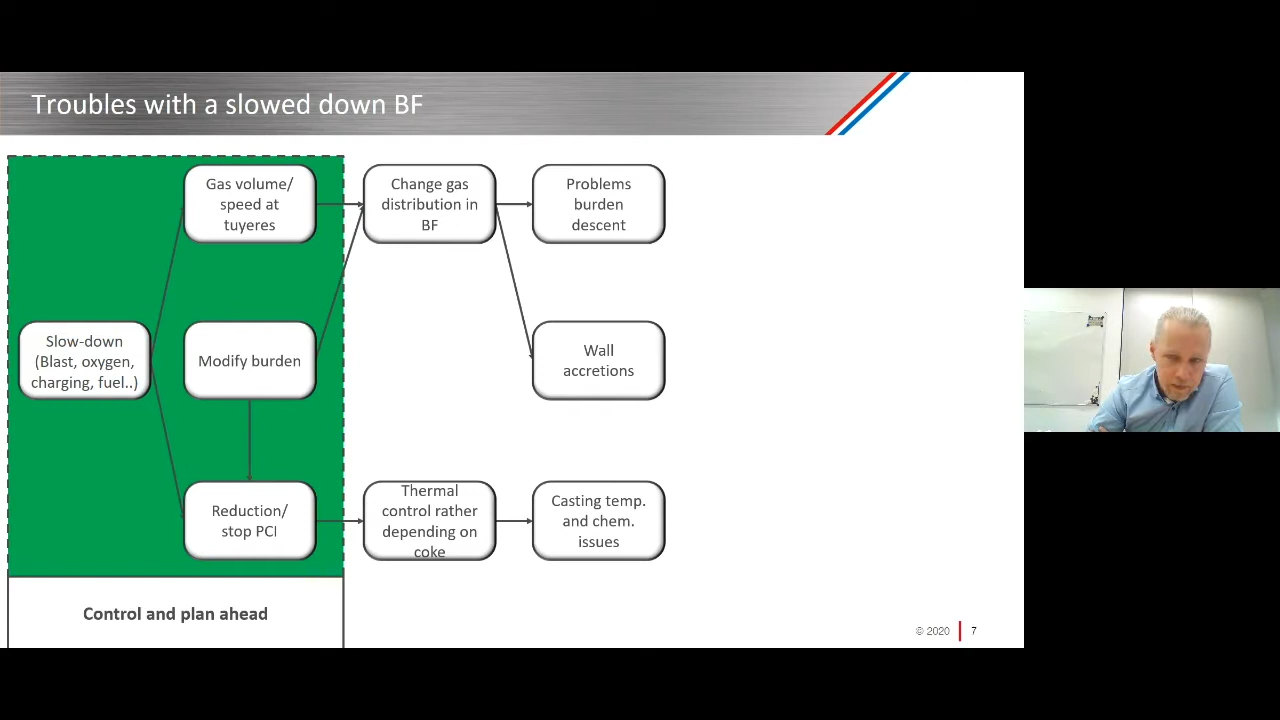 Troubles with a slowed down BF
Gas volume/
speed at
tuyeres
Change gas
distribution in
BF
Problems
burden
descent
Slow-down
(Blast, oxygen,
charging, fuel..)
Modify burden
Wall
accretions
Reduction/
stop PCI
Thermal
control rather
depending on
coke
Casting temp.
and chem.
issues
Control and plan ahead
© 2020
7